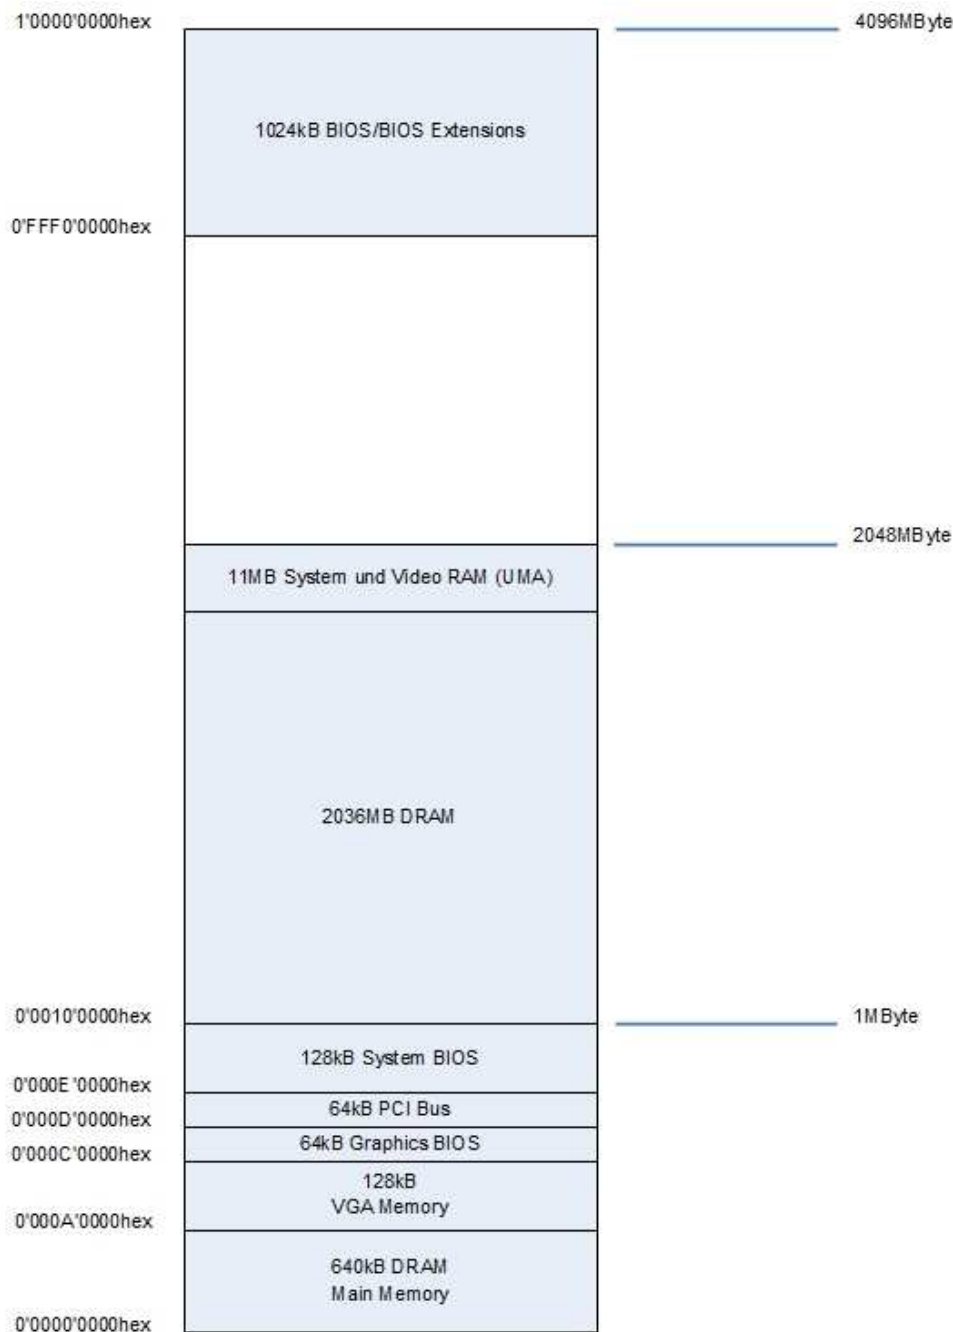 1'0000'0000hex
4096MByte
1024kB BIOS/BIOS Extensions
0'FFF0'0000hex
2048MByte
11MB System und Video RAM (UMA)
2036MB DRAM
0'0010'0000hex
1MByte
128kB System BIOS
0'000E'0000hex
64kB PCI Bus
0'000D'0000hex
64kB Graphics BIOS
0'000C'0000hex
128kB
VGA Memory
0'000A'0000hex
640kB DRAM
Main Memory
0'0000'0000hex